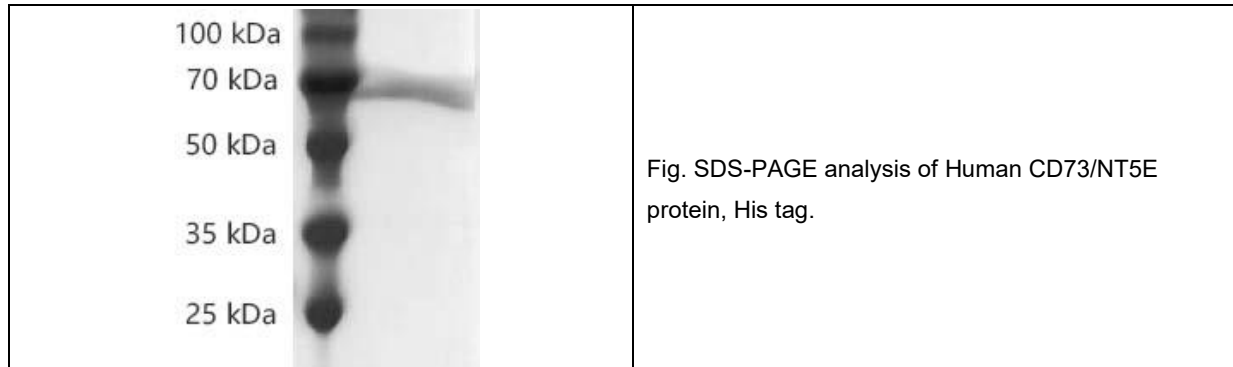 100 kDa
70 kDa
50 kDa
35 kDa
25 kDa
Fig. SDS-PAGE analysis of Human CD73/NT5E
protein, His tag.